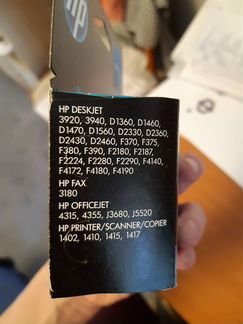 hp
HP DESKJET
3920, 3940, D1360, D1460,
D1470, D1560, D2330, D2360,
D2430, D2460, F370, F375,
F380, F390, F2180, F2187,
F2224, F2280, F2290, F4140,
F4172, F4180, F4190
HP FAX
3180
HP OFFICEJET
4315, 4355, J3680, J5520
HP PRINTER/SCANNER/COPIER
1402, 1410, 1415, 1417